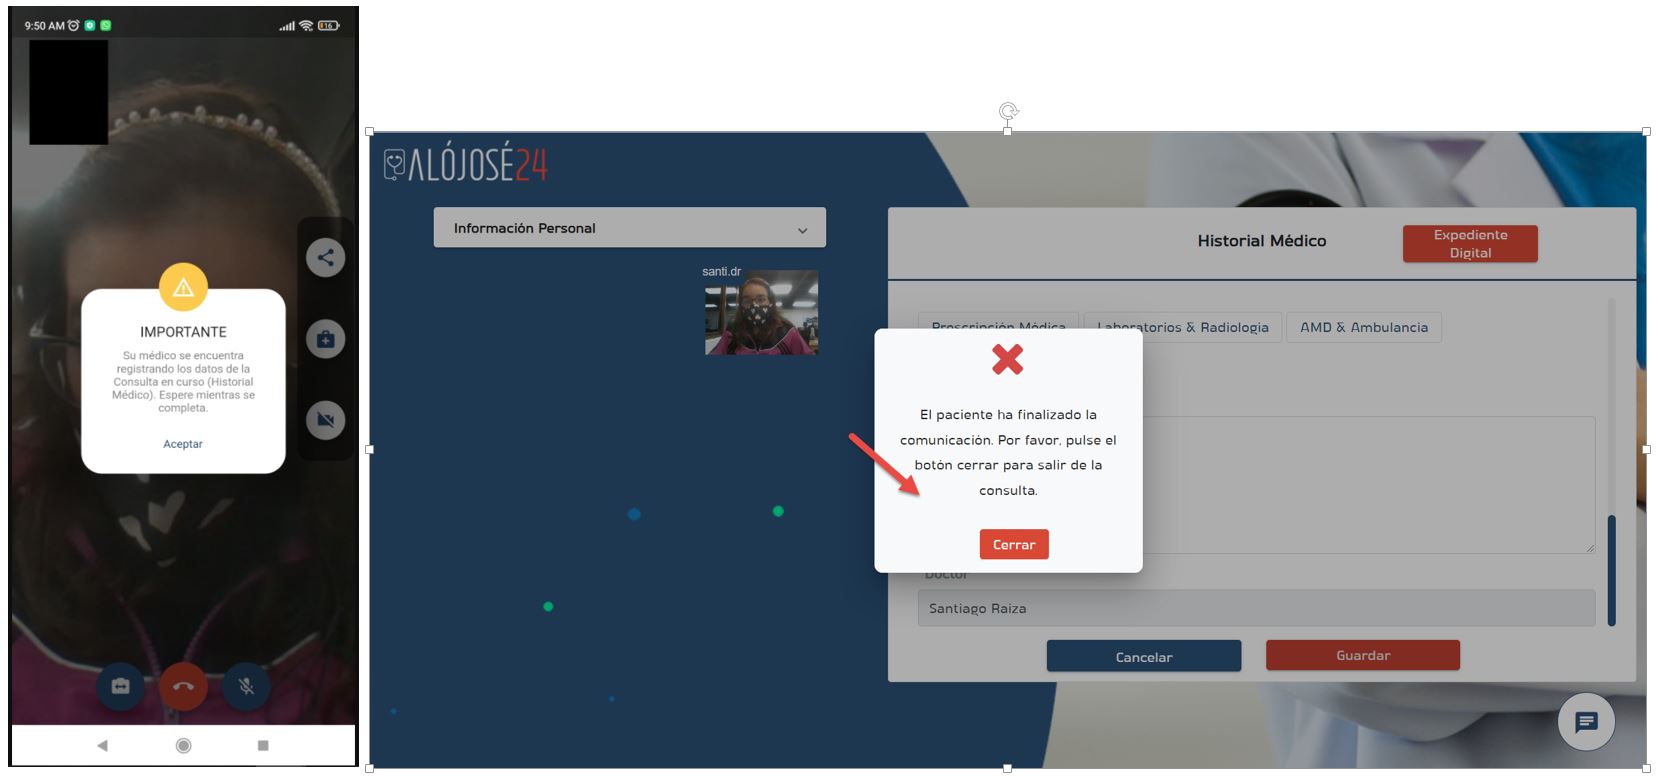 9:50 AM
16
IMPORTANTE
Su médico se encuentra
registrando los datos de la
Consulta en curso (Historial
Médico). Espere mientras se
completa.
Aceptar
ALÓJOSÉ24
Información Personal
santi.dr
Historial Médico
Expediente
Digital
Prescripción Médica
Laboratorios & Radiologia
AMD & Ambulancia
El paciente ha finalizado la
comunicación. Por favor, pulse el
botón cerrar para salir de la
consulta.
Cerrar
Doctor
Santiago Raiza
Cancelar
Guardar